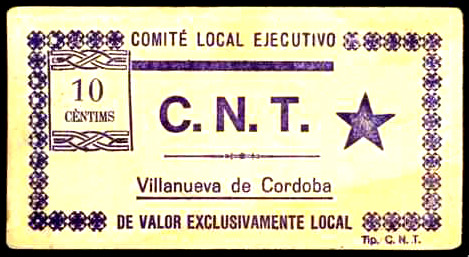 COMITÉ LOCAL EJECUTIVO
10
CÈNTIMS
C. N. T.
Villanueva de Cordoba
DE VALOR EXCLUSIVAMENTE LOCAL
Tip. C. N. T.